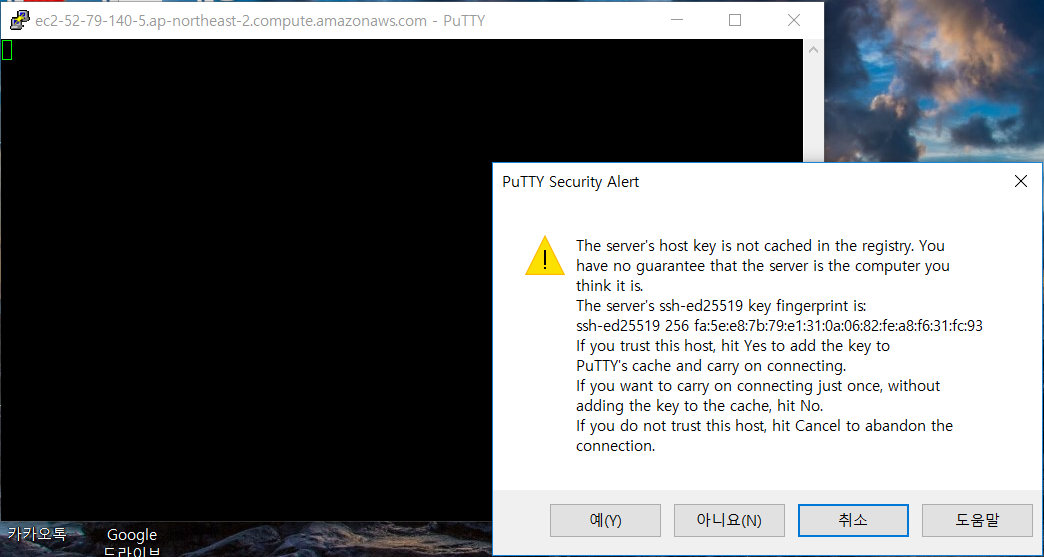 ec2-52-79-140-5.ap-northeast-2.compute.amazonaws.com - PuTTY
PuTTY Security Alert
The server's host key is not cached in the registry. You
have no guarantee that the server is the computer you
think it is.
The server's ssh-ed25519 key fingerprint is:
ssh-ed25519 256 fa:5e:e8:7b:79:e1:31:0a:06:82:fe:a8:f6:31:fc:93
If you trust this host, hit Yes to add the key to
PuTTY's cache and carry on connecting.
If you want to carry on connecting just once, without
adding the key to the cache, hit No.
If you do not trust this host, hit Cancel to abandon the
connection.
예(Y) 아니요(N) 취소 도움말
카카오톡 Google
드라이브